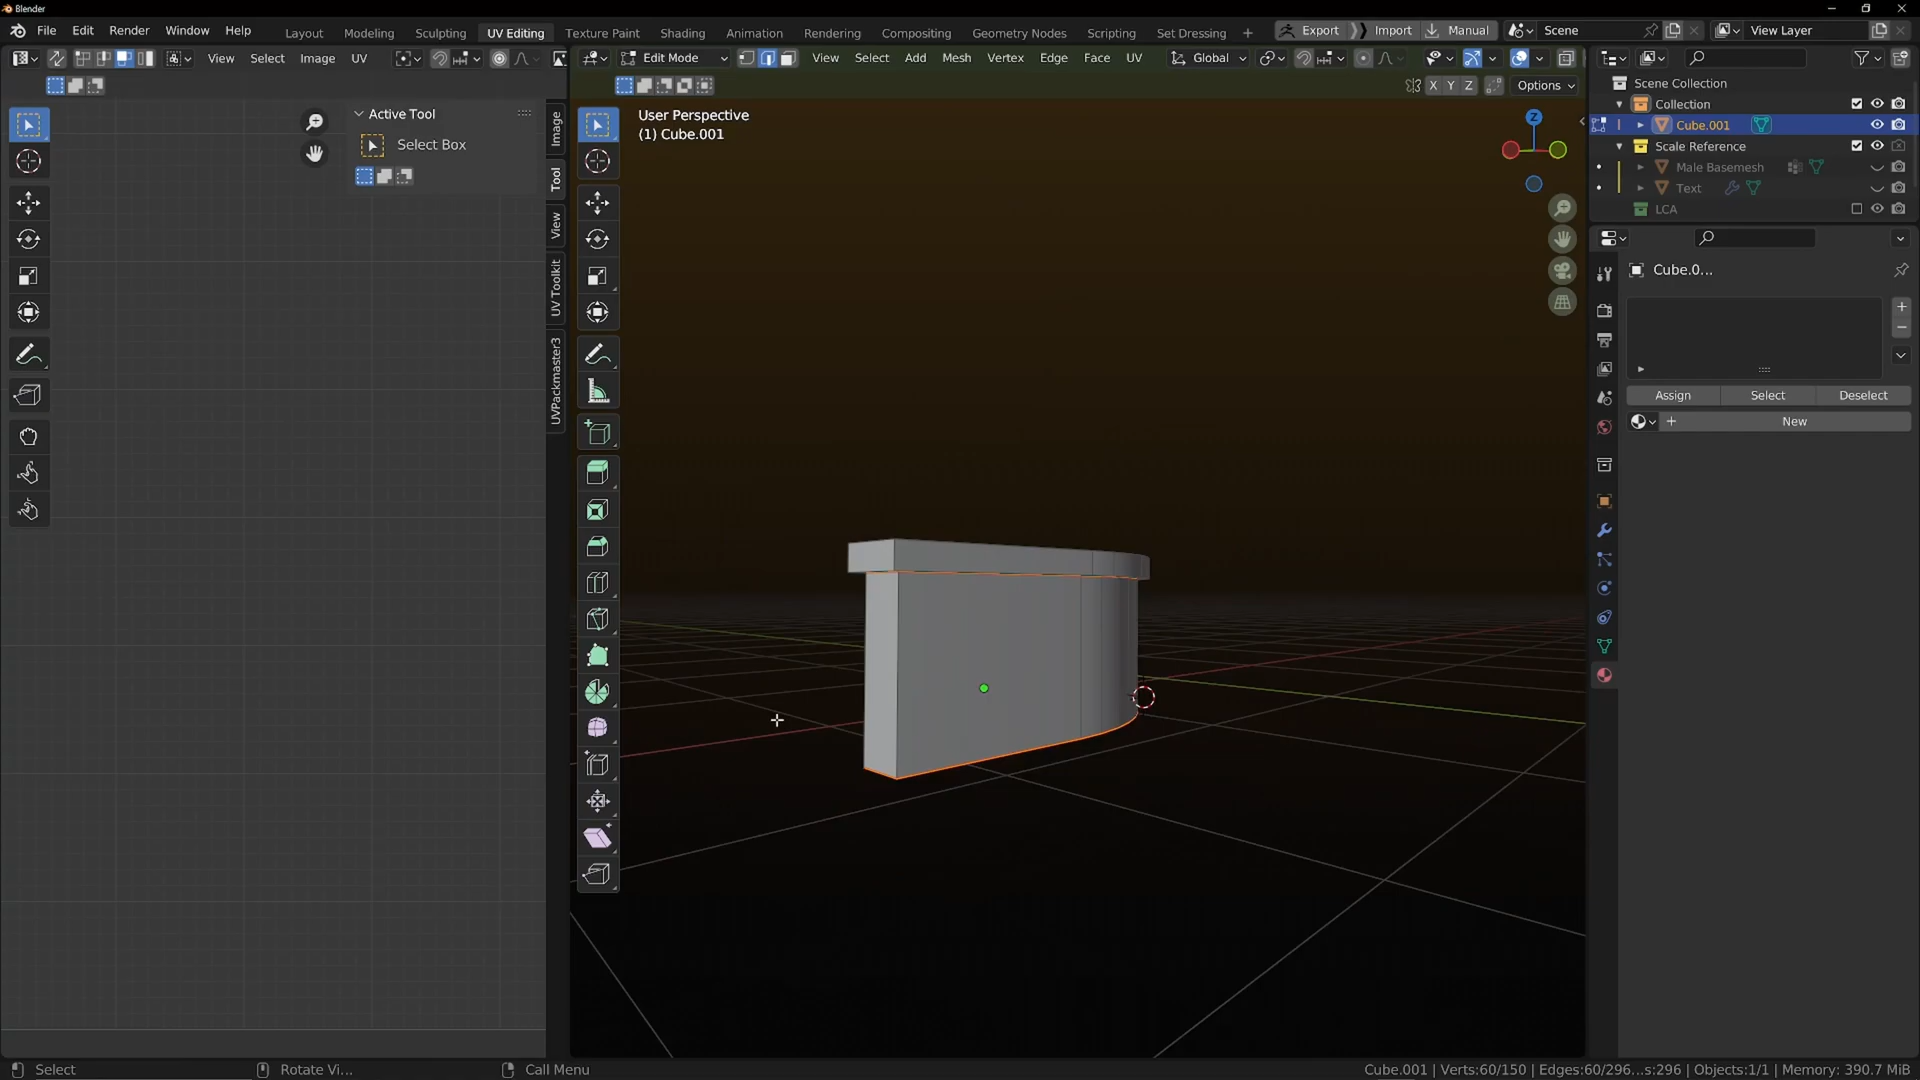 Blender
File Edit Render Window Help Layout Modeling Sculpting UV Editing Texture Paint Shading Animation Rendering Compositing Geometry Nodes Scripting Set Dressing + Export Import Manual Scene View Layer
View Select Image UV Edit Mode View Select Add Mesh Vertex Edge Face UV Global
X Y Z Options
Active Tool
Select Box
Image
Tool
View
UV Toolkit
UVPackmaster3
User Perspective
(1) Cube.001
Z
Scene Collection
Collection
Cube.001
Scale Reference
Male Basemesh
Text
LCA
Cube.0...
Assign Select Deselect
New
Select Rotate Vi... Call Menu Cube.001 | Verts:60/150 | Edges:60/296...s:296 | Objects:1/1 | Memory: 390.7 MiB